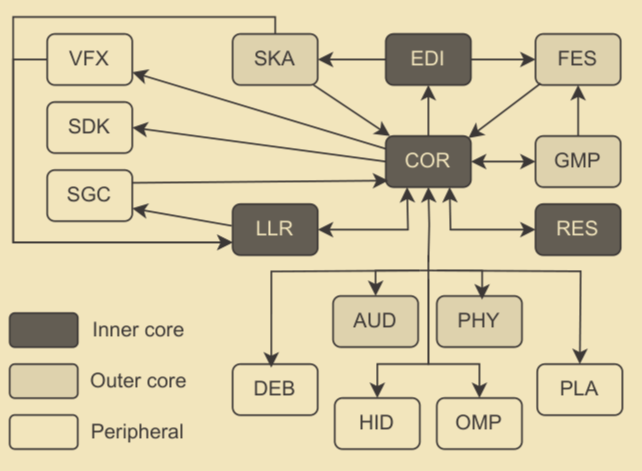 VFX
SKA
EDI
FES
SDK
COR
GMP
SGC
LLR
RES
AUD
PHY
Inner core
Outer core
DEB
PLA
HID
OMP
Peripheral